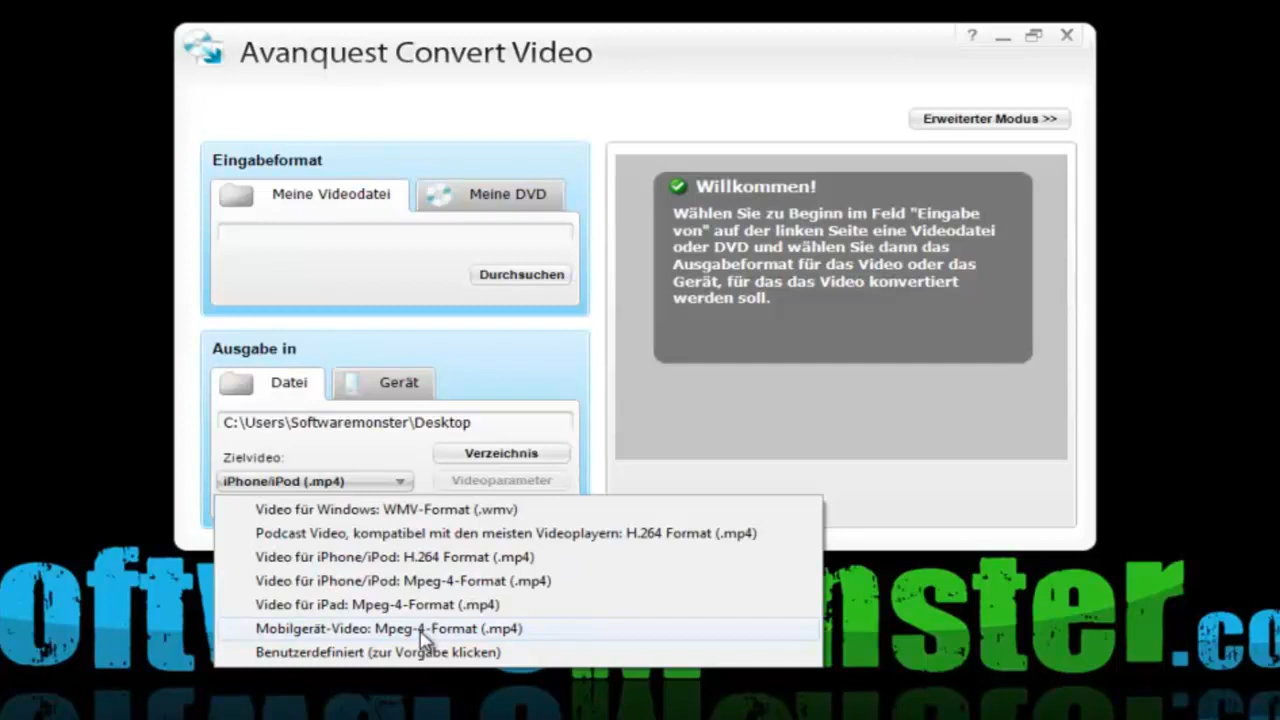 Avanquest Convert Video
?
Erweiterter Modus >>
Eingabeformat
Meine Videodatei
Meine DVD
Durchsuchen
Willkommen!
Wählen Sie zu Beginn im Feld "Eingabe
von" auf der linken Seite eine Videodatei
oder DVD und wählen Sie dann das
Ausgabeformat für das Video oder das
Gerät, für das das Video konvertiert
werden soll.
Ausgabe in
Datei
Gerät
C:\Users\Softwaremonster\Desktop
Zielvideo:
Verzeichnis
iPhone/iPod (.mp4)
Videoparameter
Video für Windows: WMV-Format (.wmv)
Podcast Video, kompatibel mit den meisten Videoplayern: H.264 Format (.mp4)
Video für iPhone/iPod: H.264 Format (.mp4)
Video für iPhone/iPod: Mpeg-4-Format (.mp4)
Video für iPad: Mpeg-4-Format (.mp4)
Mobilgerät-Video: Mpeg-4-Format (.mp4)
Benutzerdefiniert (zur Vorgabe klicken)